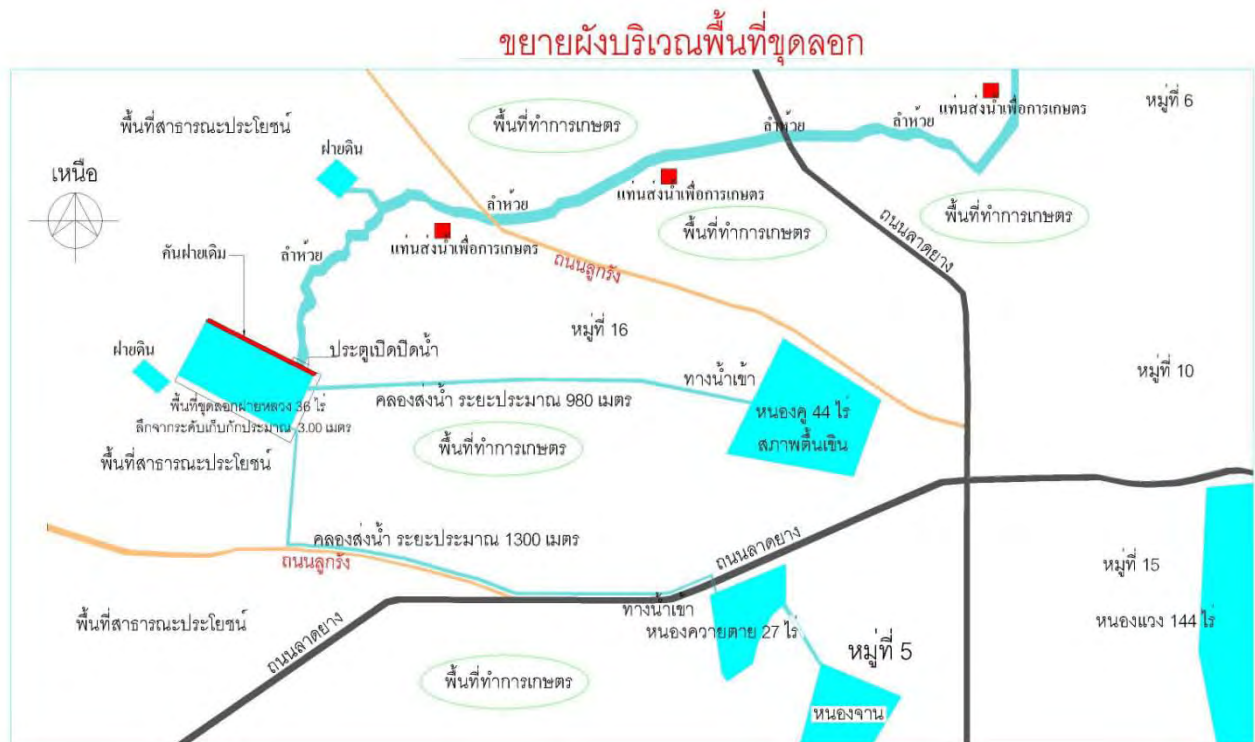 ขยายผังบริเวณพื้นที่ขุดลอก
พื้นที่สาธารณะประโยชน์
พื้นที่ทำการเกษตร
ลำห้วย
ลำห้วย
แท่นส่งน้ำเพื่อการเกษตร
หมู่ที่ 6
ฝายดิน
เหนือ
ลำห้วย
แท่นส่งน้ำเพื่อการเกษตร
พื้นที่ทำการเกษตร
ถนนลาดยาง
พื้นที่ทำการเกษตร
คันฝายเดิม
ลำห้วย
แท่นส่งน้ำเพื่อการเกษตร
ถนนลูกรัง
หมู่ที่ 16
ฝายดิน
ประตูเปิดปิดน้ำ
ทางน้ำเข้า
หมู่ที่ 10
พื้นที่ขุดลอกฝายหลวง 36 ไร่
ลึกจากระดับเก็บกักประมาณ 3.00 เมตร
คลองส่งน้ำ ระยะประมาณ 980 เมตร
หนองคู 44 ไร่
สภาพตื้นเขิน
พื้นที่สาธารณะประโยชน์
พื้นที่ทำการเกษตร
คลองส่งน้ำ ระยะประมาณ 1300 เมตร
ถนนลูกรัง
ถนนลาดยาง
หมู่ที่ 15
พื้นที่สาธารณะประโยชน์
ทางน้ำเข้า
หนองควายตาย 27 ไร่
หนองแวง 144 ไร่
ถนนลาดยาง
หมู่ที่ 5
พื้นที่ทำการเกษตร
หนองจาน